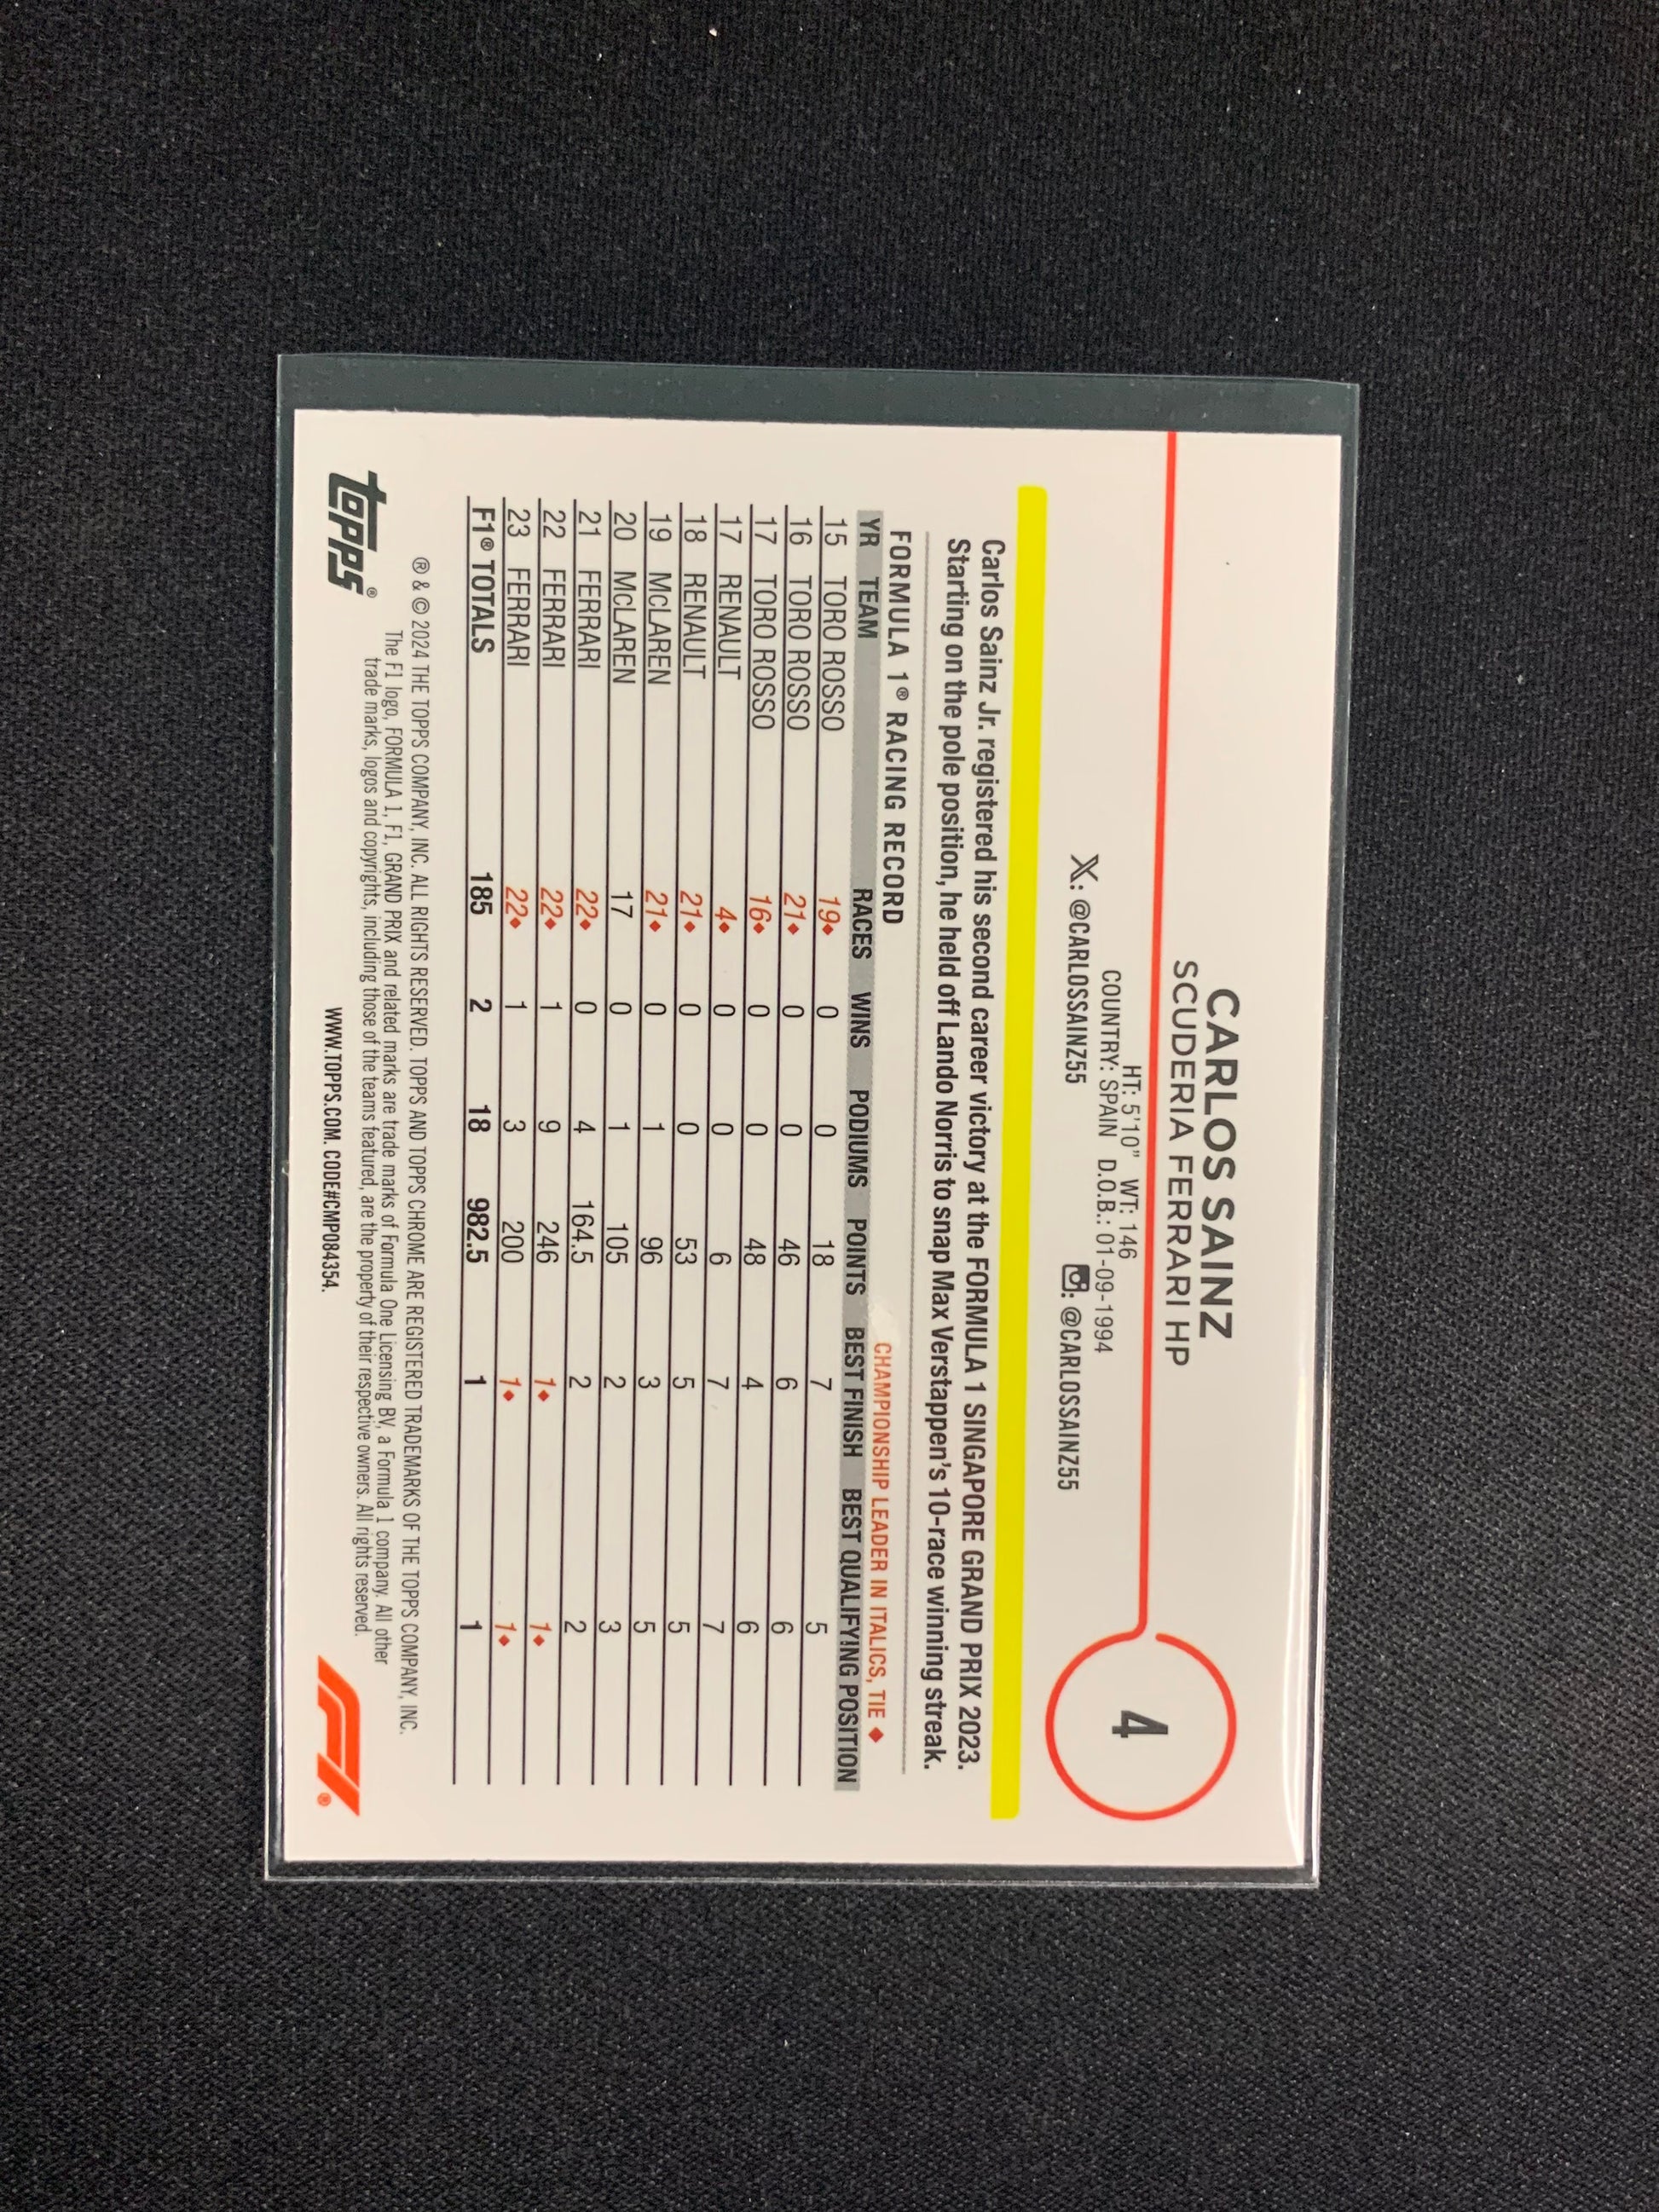 CARLOS SAINZ
SCUDERIA FERRARI HP
4
HT: 5'10" WT: 146
COUNTRY: SPAIN D.O.B.: 01-09-1994
X: @CARLOSSAINZ55 : @CARLOSSAINZ55
Carlos Sainz Jr. registered his second career victory at the FORMULA 1 SINGAPORE GRAND PRIX 2023.
Starting on the pole position, he held off Lando Norris to snap Max Verstappen's 10-race winning streak.
FORMULA 1® RACING RECORD CHAMPIONSHIP LEADER IN ITALICS, TIE ♦
YR TEAM RACES WINS PODIUMS POINTS BEST FINISH BEST QUALIFYING POSITION
15 TORO ROSSO 19♦ 0 0 18 7 5
16 TORO ROSSO 21♦ 0 0 46 6 6
17 TORO ROSSO 16♦ 0 0 48 4 6
17 RENAULT 4♦ 0 0 6 7 7
18 RENAULT 21♦ 0 0 53 5 5
19 McLAREN 21♦ 0 1 96 3 5
20 McLAREN 17 0 1 105 2 3
21 FERRARI 22♦ 0 4 164.5 2 2
22 FERRARI 22♦ 1 9 246 1♦ 1♦
23 FERRARI 22♦ 1 3 200 1♦ 1♦
F1® TOTALS 185 2 18 982.5 1 1
® & © 2024 THE TOPPS COMPANY, INC. ALL RIGHTS RESERVED. TOPPS AND TOPPS CHROME ARE REGISTERED TRADEMARKS OF THE TOPPS COMPANY, INC.
The F1 logo, FORMULA 1, F1, GRAND PRIX and related marks are trade marks of Formula One Licensing BV, a Formula 1 company. All other
trade marks, logos and copyrights, including those of the teams featured, are the property of their respective owners. All rights reserved.
WWW.TOPPS.COM. CODE#CMP084354.
topps®
F1®